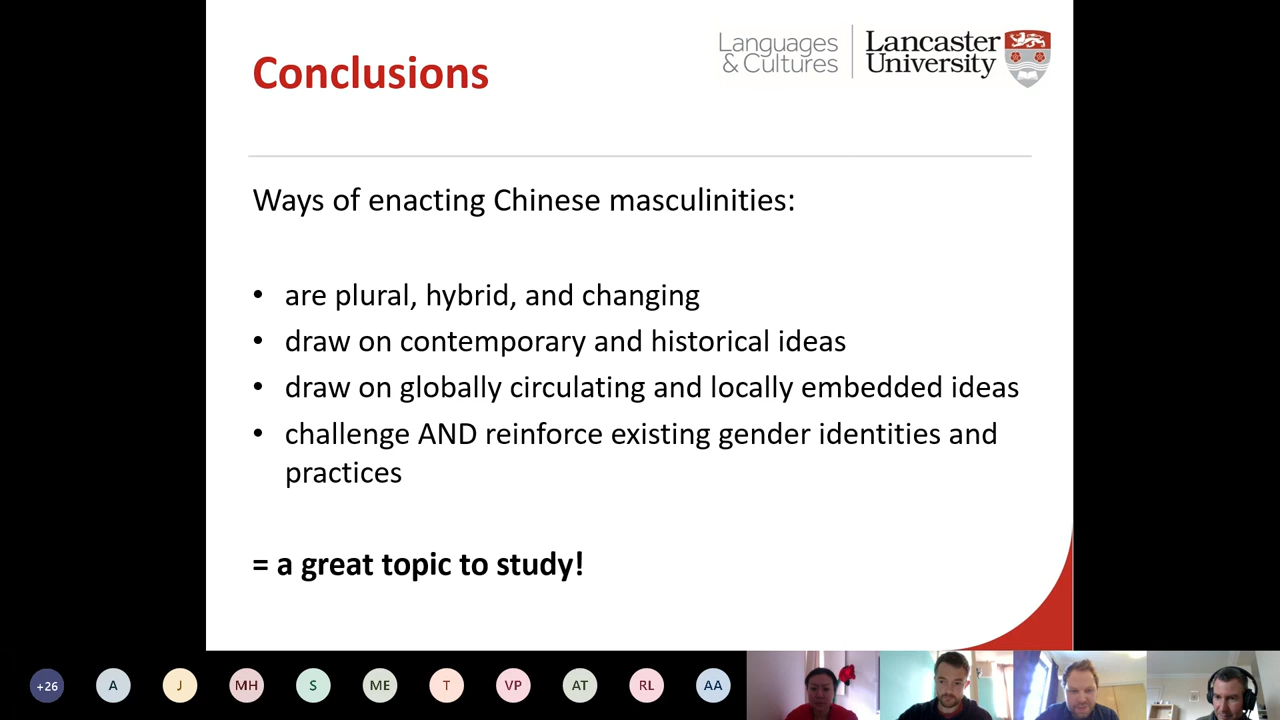 Conclusions
Languages
& Cultures
Lancaster
University
Ways of enacting Chinese masculinities:
• are plural, hybrid, and changing
• draw on contemporary and historical ideas
• draw on globally circulating and locally embedded ideas
• challenge AND reinforce existing gender identities and
practices
= a great topic to study!
+26 A J MH S ME T VP AT RL AA